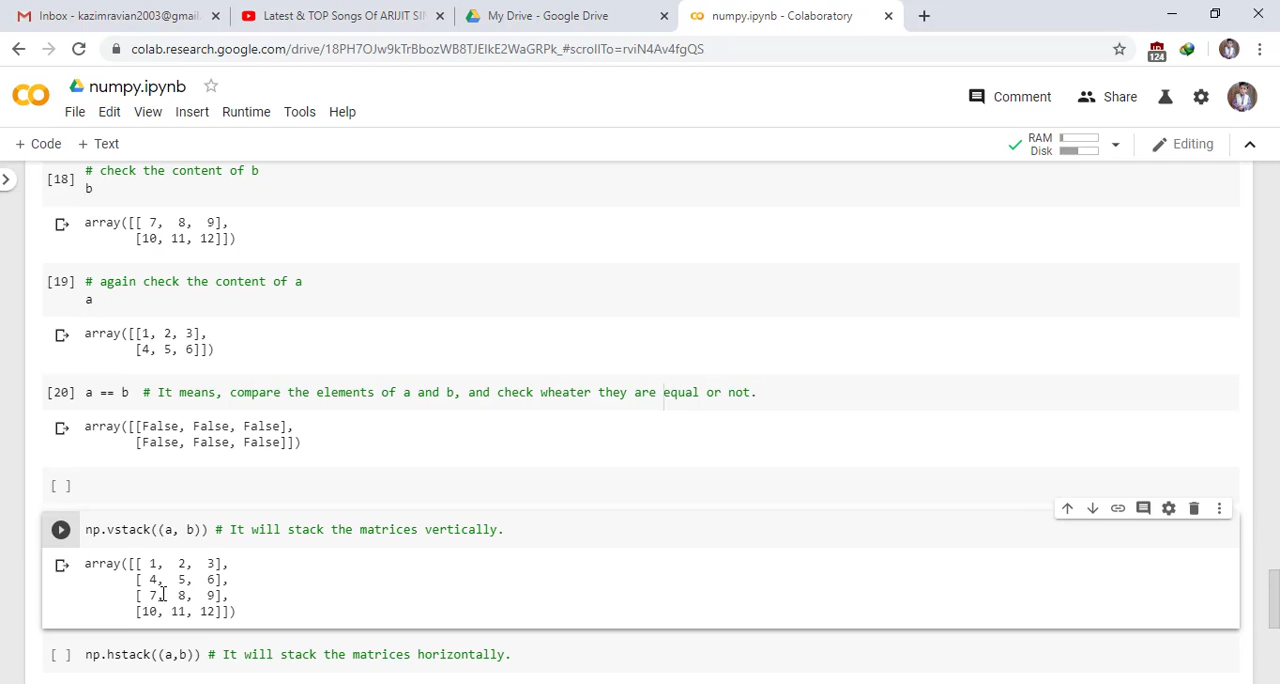 Inbox - kazimravian2003@gmail. Latest & TOP Songs Of ARIJIT SIN My Drive - Google Drive numpy.ipynb - Colaboratory
colab.research.google.com/drive/18PH7OJw9kTrBbozWB8TJEIkE2WaGRPk_#scrollTo=rviN4Av4fgQS
124
numpy.ipynb
File Edit View Insert Runtime Tools Help
Comment Share
+ Code + Text
RAM
Disk
Editing
# check the content of b
[18] b
array([[ 7,  8,  9],
[10, 11, 12]])
[19] # again check the content of a
a
array([[1, 2, 3],
[4, 5, 6]])
[20] a == b  # It means, compare the elements of a and b, and check wheater they are equal or not.
array([[False, False, False],
[False, False, False]])
[ ]
np.vstack((a, b)) # It will stack the matrices vertically.
array([[ 1,  2,  3],
[ 4,  5,  6],
[ 7,  8,  9],
[10, 11, 12]])
[ ] np.hstack((a,b)) # It will stack the matrices horizontally.